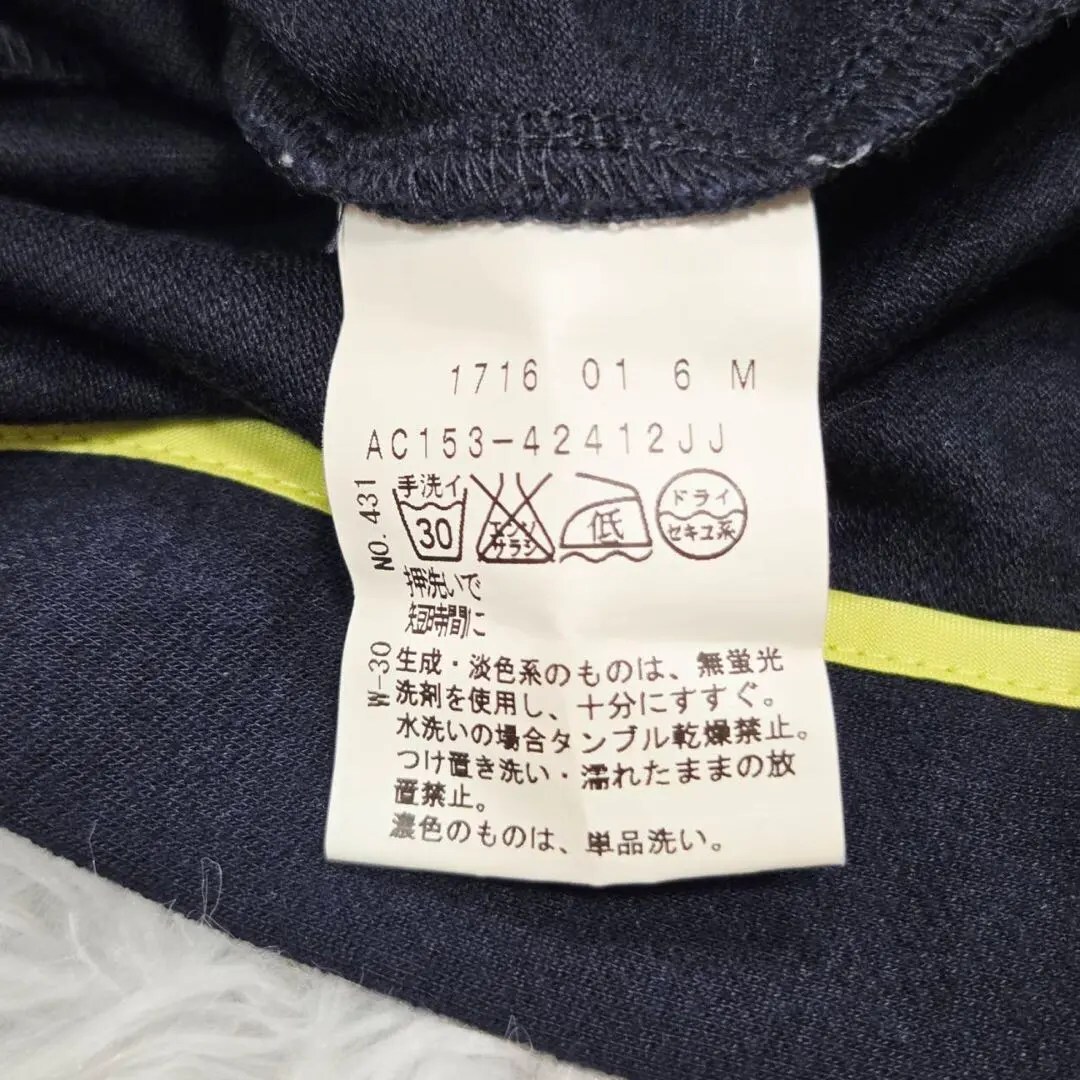 1716 01 6 M
AC153-42412JJ
NO. 431
手洗イ
30
エンソ
サラシ
低
ドライ
セキユ系
押洗いで
短時間に
W-30
生成・淡色系のものは、無蛍光
洗剤を使用し、十分にすすぐ。
水洗いの場合タンブル乾燥禁止。
つけ置き洗い・濡れたままの放
置禁止。
濃色のものは、単品洗い。